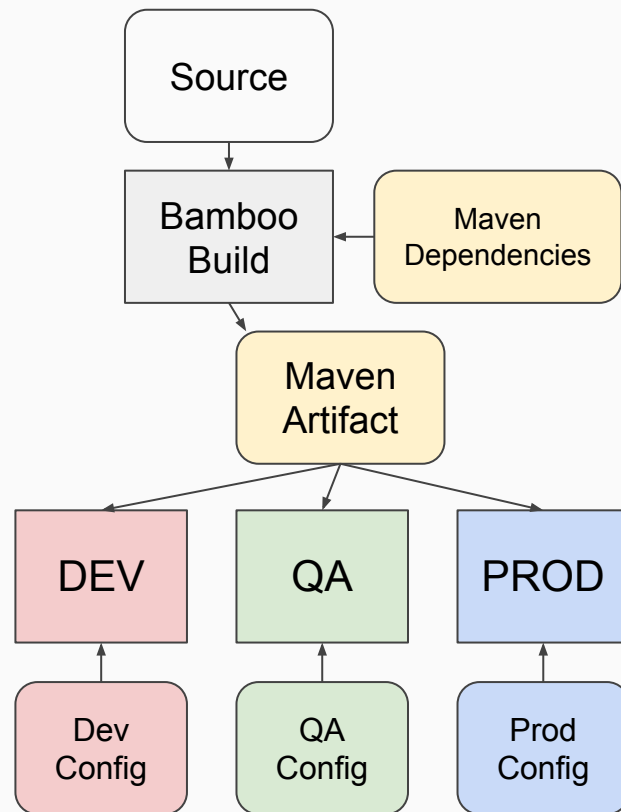 Source
Bamboo
Build
Maven
Dependencies
Maven
Artifact
DEV
QA
PROD
Dev
Config
QA
Config
Prod
Config